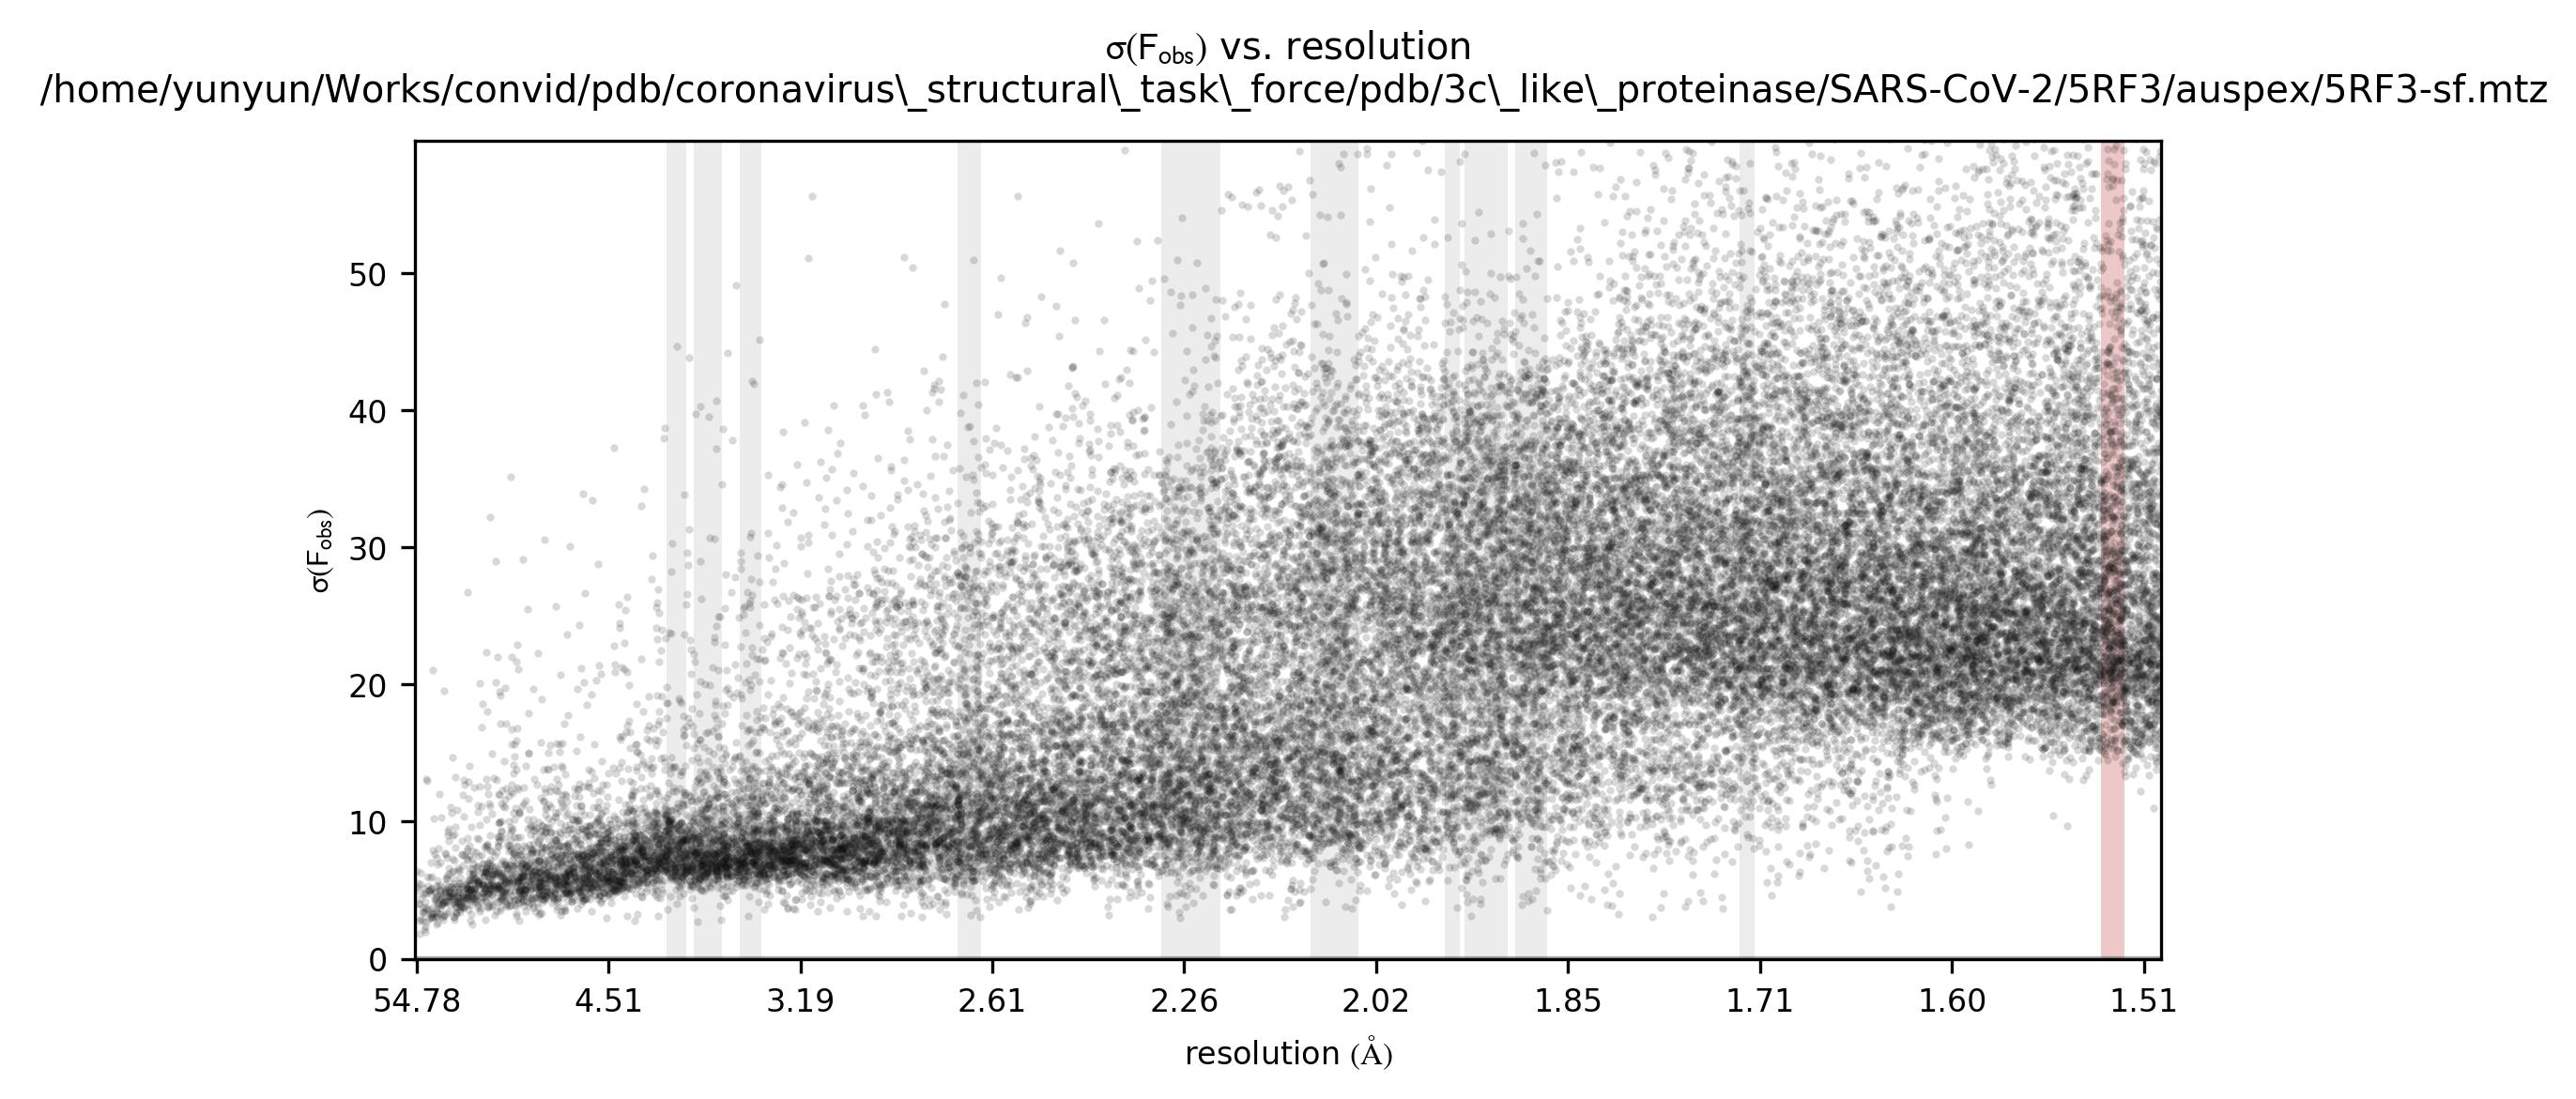 σ(Fobs) vs. resolution
/home/yunyun/Works/convid/pdb/coronavirus\_structural\_task\_force/pdb/3c\_like\_proteinase/SARS-CoV-2/5RF3/auspex/5RF3-sf.mtz
σ(Fobs)
50
40
30
20
10
0
54.78 4.51 3.19 2.61 2.26 2.02 1.85 1.71 1.60 1.51
resolution (Å)